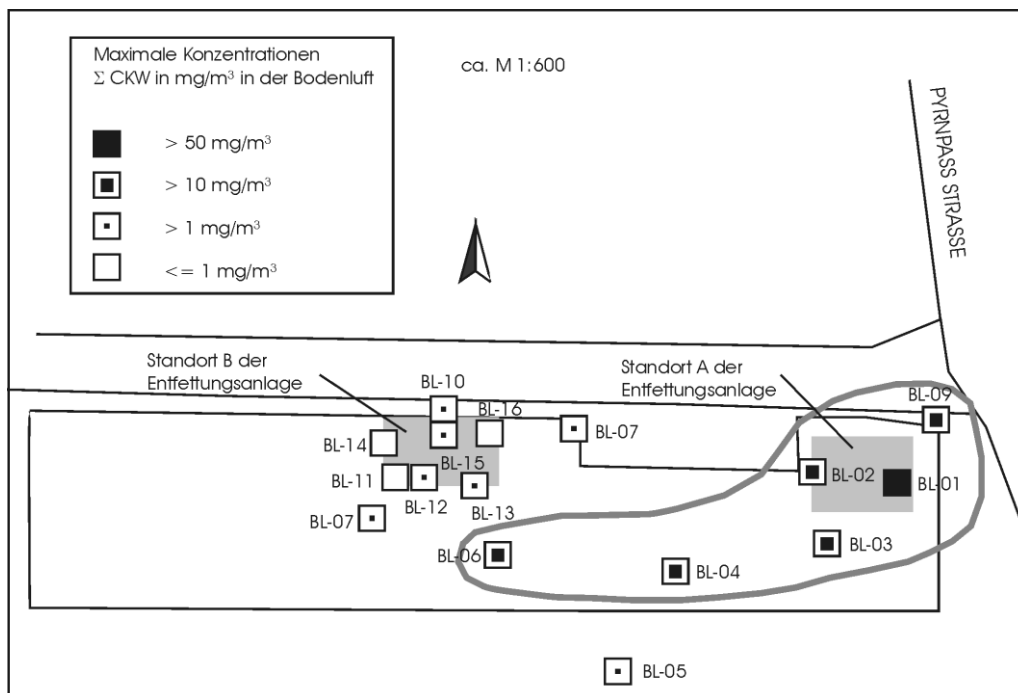 Maximale Konzentrationen
Σ CKW in mg/m³ in der Bodenluft
> 50 mg/m³
> 10 mg/m³
> 1 mg/m³
<= 1 mg/m³
ca. M 1:600
PYRNPASS STRASSE
Standort B der
Entfettungsanlage
Standort A der
Entfettungsanlage
BL-10
BL-16
BL-09
BL-14
BL-07
BL-15
BL-02
BL-01
BL-11
BL-12
BL-13
BL-07
BL-06
BL-04
BL-03
BL-05